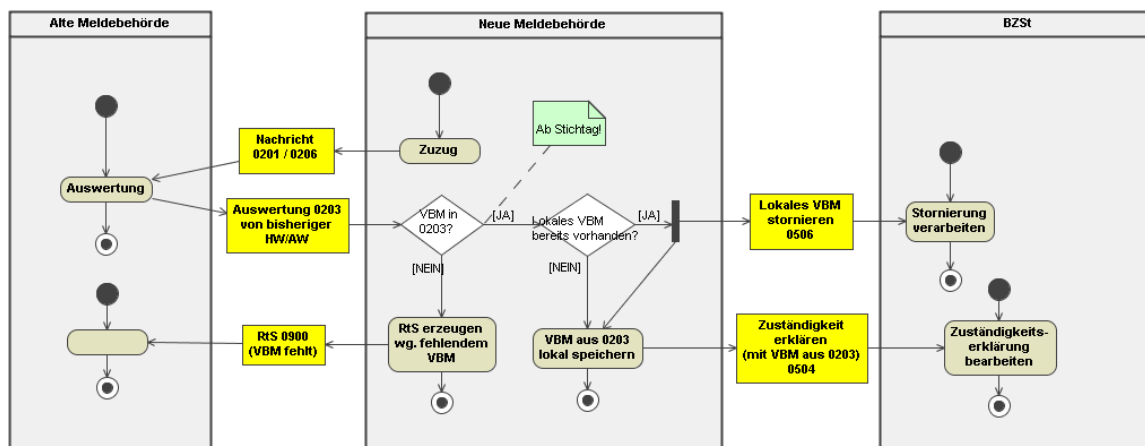 Alte Meldebehörde
Neue Meldebehörde
BZSt
Ab Stichtag!
Nachricht
0201 / 0206
Zuzug
Auswertung
Auswertung 0203
von bisheriger
HW/AW
VBM in
0203?
[JA]
Lokales VBM
bereits vorhanden?
[JA]
Lokales VBM
stornieren
0506
Stornierung
verarbeiten
[NEIN]
[NEIN]
RtS 0900
(VBM fehlt)
RtS erzeugen
wg. fehlendem
VBM
VBM aus 0203
lokal speichern
Zuständigkeit
erklären
(mit VBM aus 0203)
0504
Zuständigkeits-
erklärung
bearbeiten